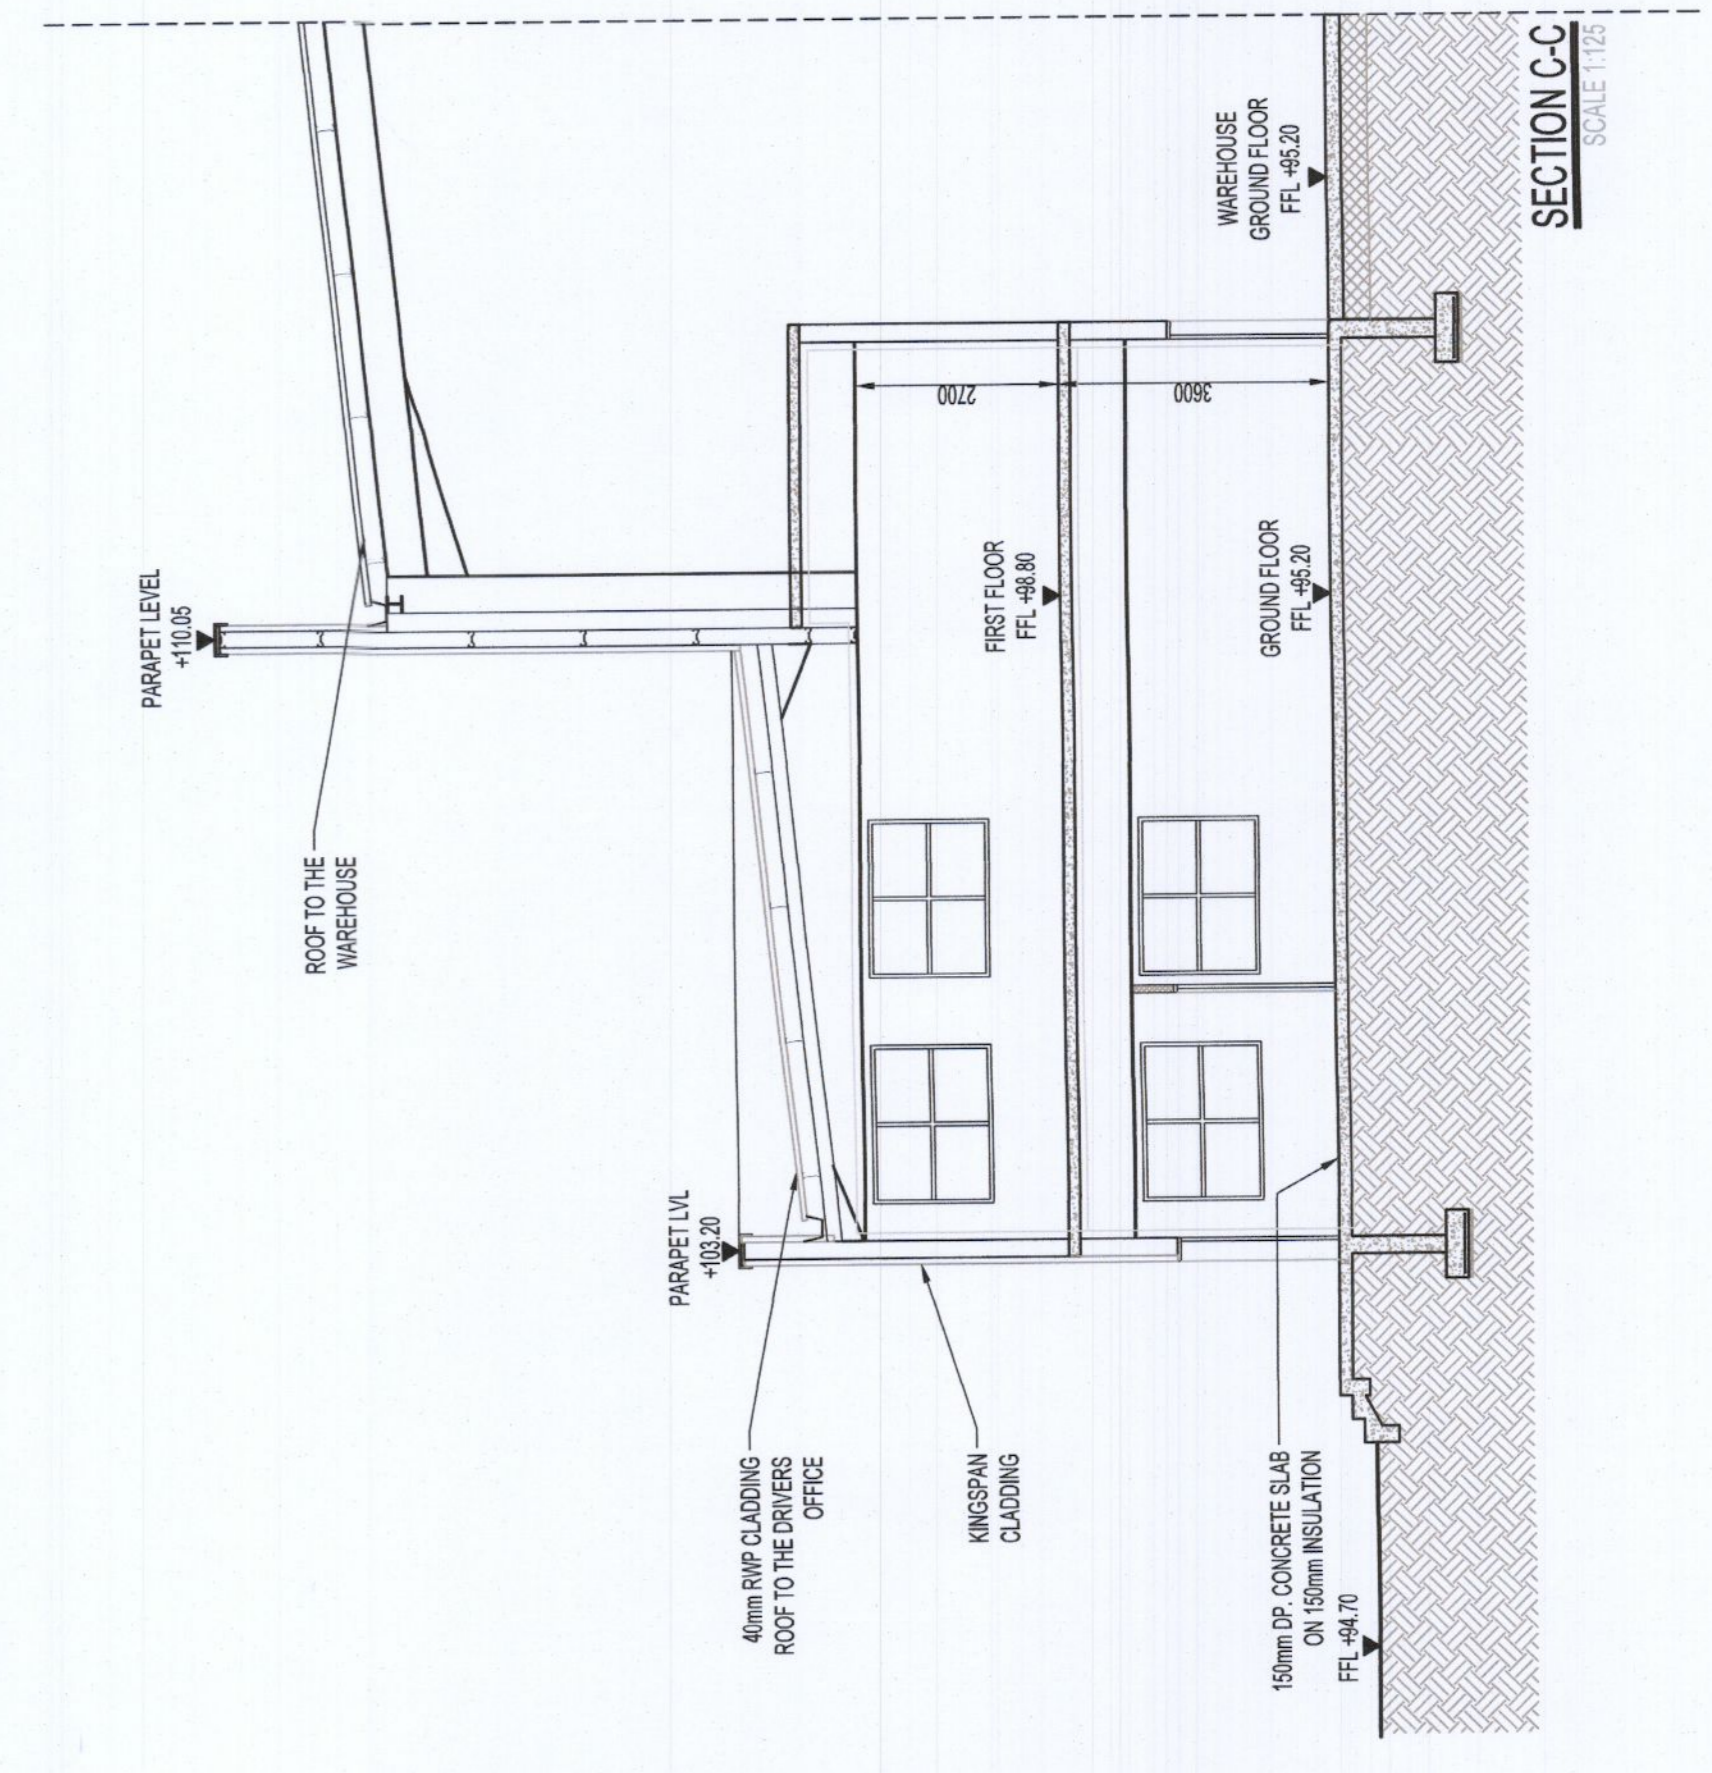 PARAPET LEVEL
+110.05
ROOF TO THE
WAREHOUSE
PARAPET LVL
+103.20
40mm RWP CLADDING
ROOF TO THE DRIVERS
OFFICE
KINGSPAN
CLADDING
2700
3600
FIRST FLOOR
FFL +98.80
GROUND FLOOR
FFL +95.20
WAREHOUSE
GROUND FLOOR
FFL +95.20
150mm DP. CONCRETE SLAB
ON 150mm INSULATION
FFL +94.70
SECTION C-C
SCALE 1:125